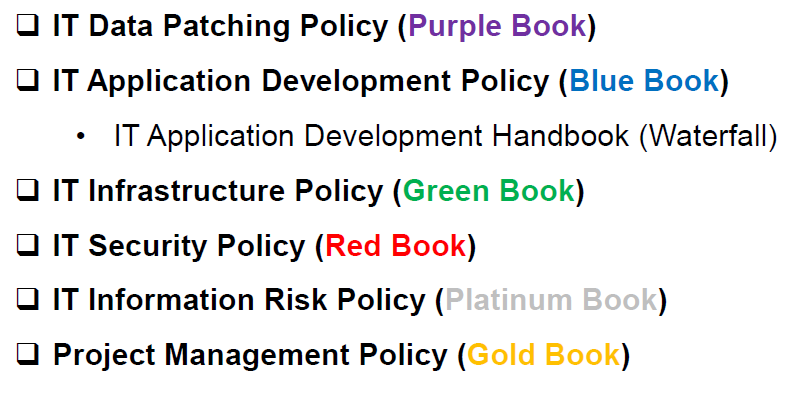 ❑ IT Data Patching Policy (Purple Book)
❑ IT Application Development Policy (Blue Book)
• IT Application Development Handbook (Waterfall)
❑ IT Infrastructure Policy (Green Book)
❑ IT Security Policy (Red Book)
❑ IT Information Risk Policy (Platinum Book)
❑ Project Management Policy (Gold Book)